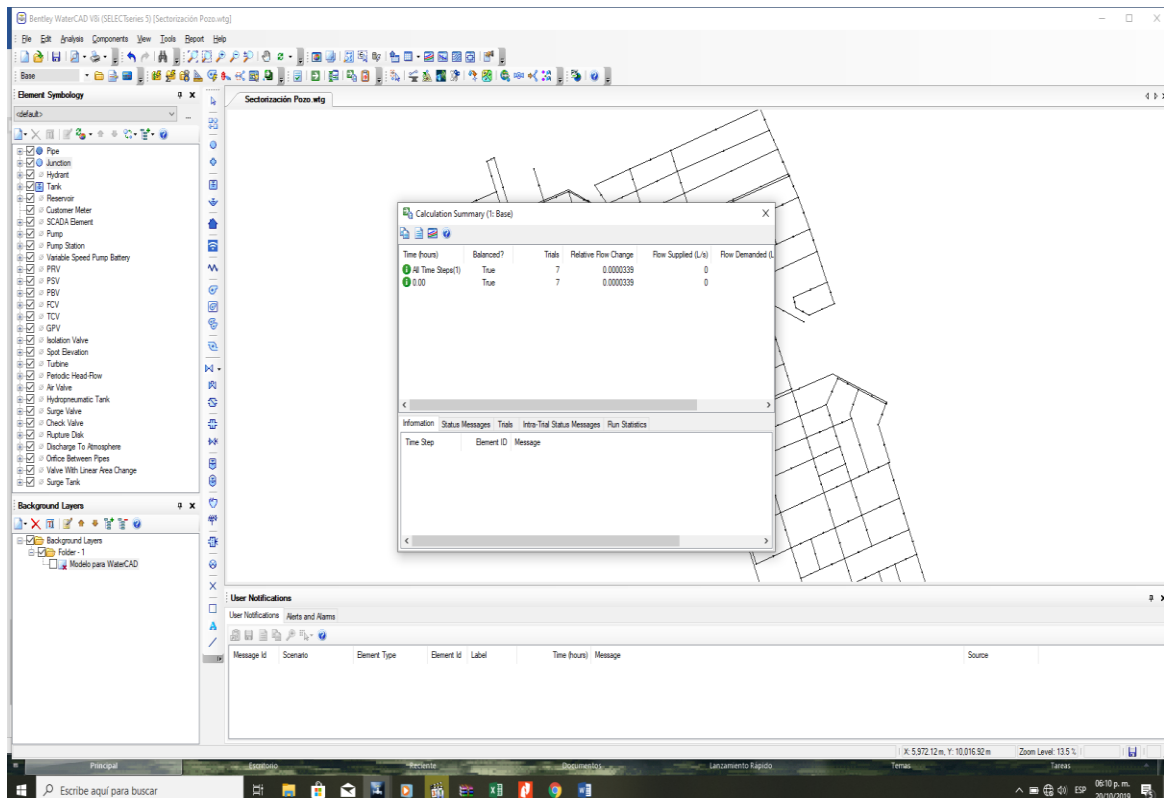 Bentley WaterCAD V8i (SELECTseries 5) [Sectorización Pozo.wtg]
File Edit Analysis Components View Tools Report Help
Base
Element Symbology
<default>
Pipe
Junction
Hydrant
Tank
Reservoir
Customer Meter
SCADA Element
Pump
Pump Station
Variable Speed Pump Battery
PRV
PSV
PBV
FCV
TCV
GPV
Isolation Valve
Spot Elevation
Turbine
Periodic Head-Flow
Air Valve
Hydropneumatic Tank
Surge Valve
Check Valve
Rupture Disk
Discharge To Atmosphere
Orifice Between Pipes
Valve With Linear Area Change
Surge Tank
Background Layers
Background Layers
Folder - 1
Modelo para WaterCAD
Sectorización Pozo.wtg
Calculation Summary (1: Base)
Time (hours) Balanced? Trials Relative Flow Change Flow Supplied (L/s) Flow Demanded (L
All Time Steps(1) True 7 0.0000339 0
0.00 True 7 0.0000339 0
Information Status Messages Trials Intra-Trial Status Messages Run Statistics
Time Step Element ID Message
User Notifications
User Notifications Alerts and Alarms
Message Id Scenario Element Type Element Id Label Time (hours) Message Source
X: 5,972.12 m, Y: 10,016.92 m Zoom Level: 13.5 %
Principal Escritorio Reciente Documentos Lanzamiento Rápido Temas Tareas
Escribe aquí para buscar
ESP
06:10 p. m.
20/10/2019